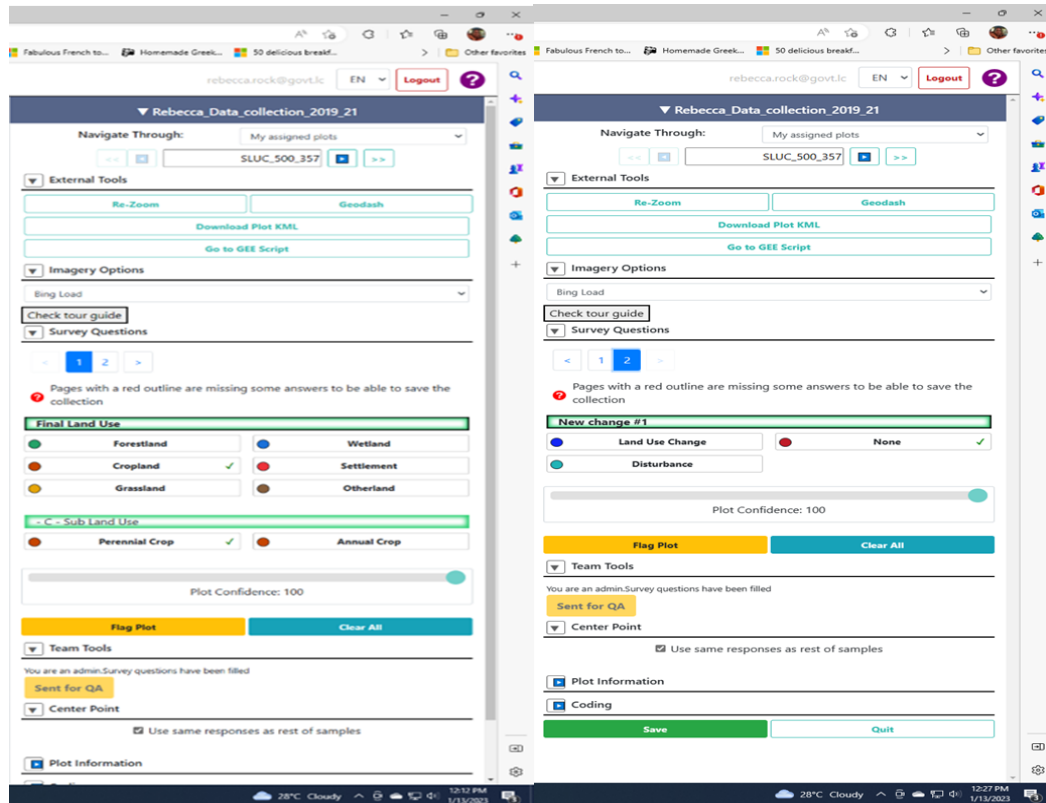 Fabulous French to... Homemade Greek... 50 delicious breakf... > Other favorites
rebecca.rock@govt.lc EN Logout ?
▼ Rebecca_Data_collection_2019_21
Navigate Through: My assigned plots
<< SLUC_500_357 >>
External Tools
Re-Zoom Geodash
Download Plot KML
Go to GEE Script
Imagery Options
Bing Load
Check tour guide
Survey Questions
< 1 2 >
Pages with a red outline are missing some answers to be able to save the
collection
Final Land Use
Forestland Wetland
Cropland ✓ Settlement
Grassland Otherland
- C - Sub Land Use
Perennial Crop ✓ Annual Crop
Plot Confidence: 100
Flag Plot Clear All
Team Tools
You are an admin.Survey questions have been filled
Sent for QA
Center Point
Use same responses as rest of samples
Plot Information
28°C Cloudy 12:12 PM
1/13/2023
Fabulous French to... Homemade Greek... 50 delicious breakf... > Other favorites
rebecca.rock@govt.lc EN Logout ?
▼ Rebecca_Data_collection_2019_21
Navigate Through: My assigned plots
<< SLUC_500_357 >>
External Tools
Re-Zoom Geodash
Download Plot KML
Go to GEE Script
Imagery Options
Bing Load
Check tour guide
Survey Questions
< 1 2 >
Pages with a red outline are missing some answers to be able to save the
collection
New change #1
Land Use Change None ✓
Disturbance
Plot Confidence: 100
Flag Plot Clear All
Team Tools
You are an admin.Survey questions have been filled
Sent for QA
Center Point
Use same responses as rest of samples
Plot Information
Coding
Save Quit
28°C Cloudy 12:27 PM
1/13/2023